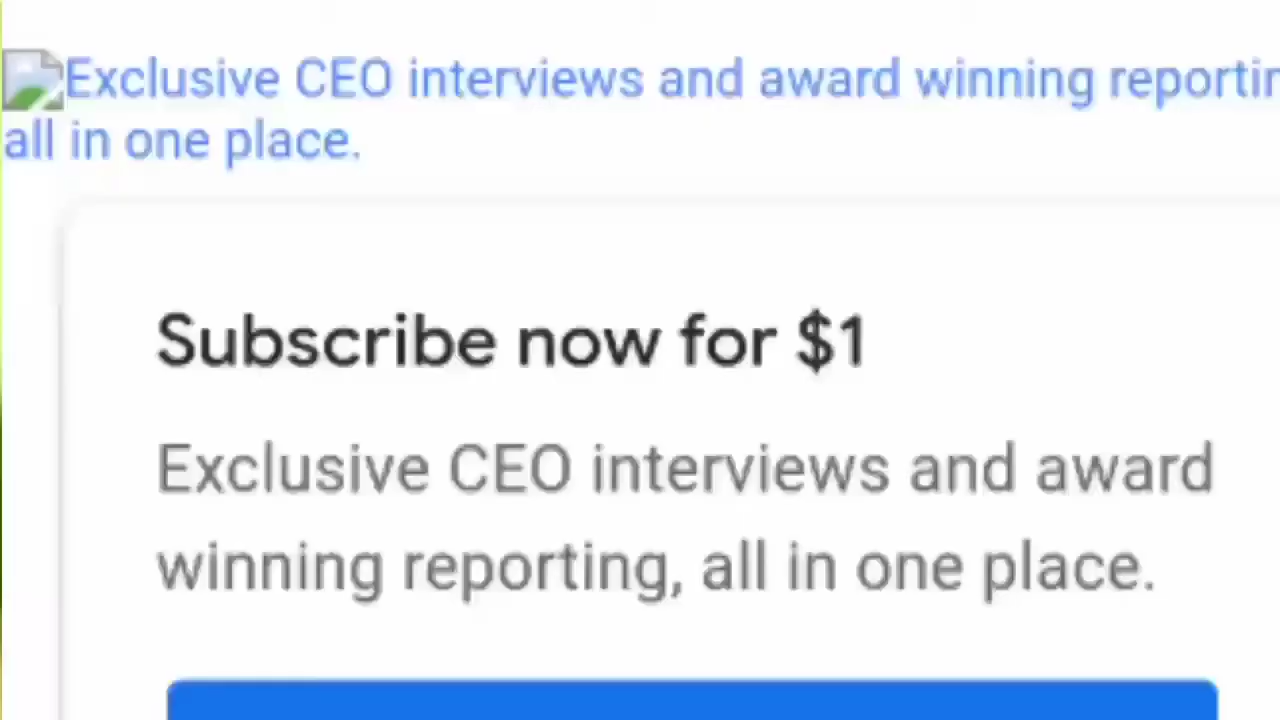 Exclusive CEO interviews and award winning
all in one place.
Subscribe now for $1
Exclusive CEO interviews and award
winning reporting, all in one place.